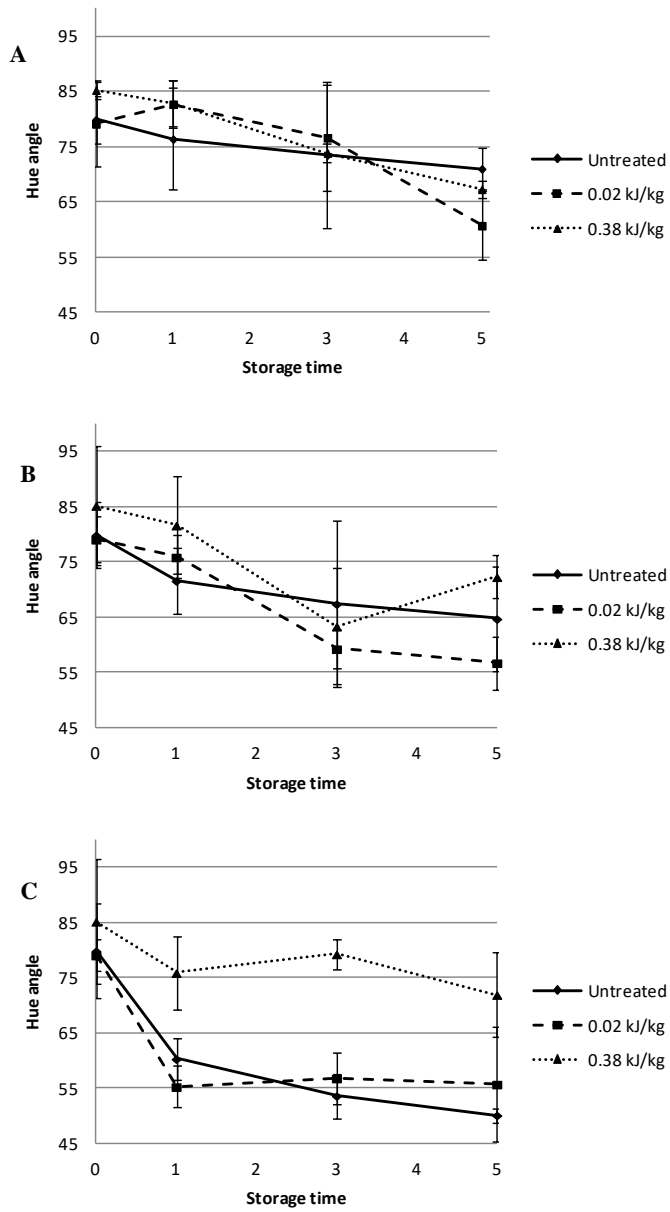 A
95
85
75
65
55
45
Hue angle
0 1 2 3 4 5
Storage time
Untreated
0.02 kJ/kg
0.38 kJ/kg
B
95
85
75
65
55
45
Hue angle
0 1 2 3 4 5
Storage time
Untreated
0.02 kJ/kg
0.38 kJ/kg
C
95
85
75
65
55
45
Hue angle
0 1 2 3 4 5
Storage time
Untreated
0.02 kJ/kg
0.38 kJ/kg